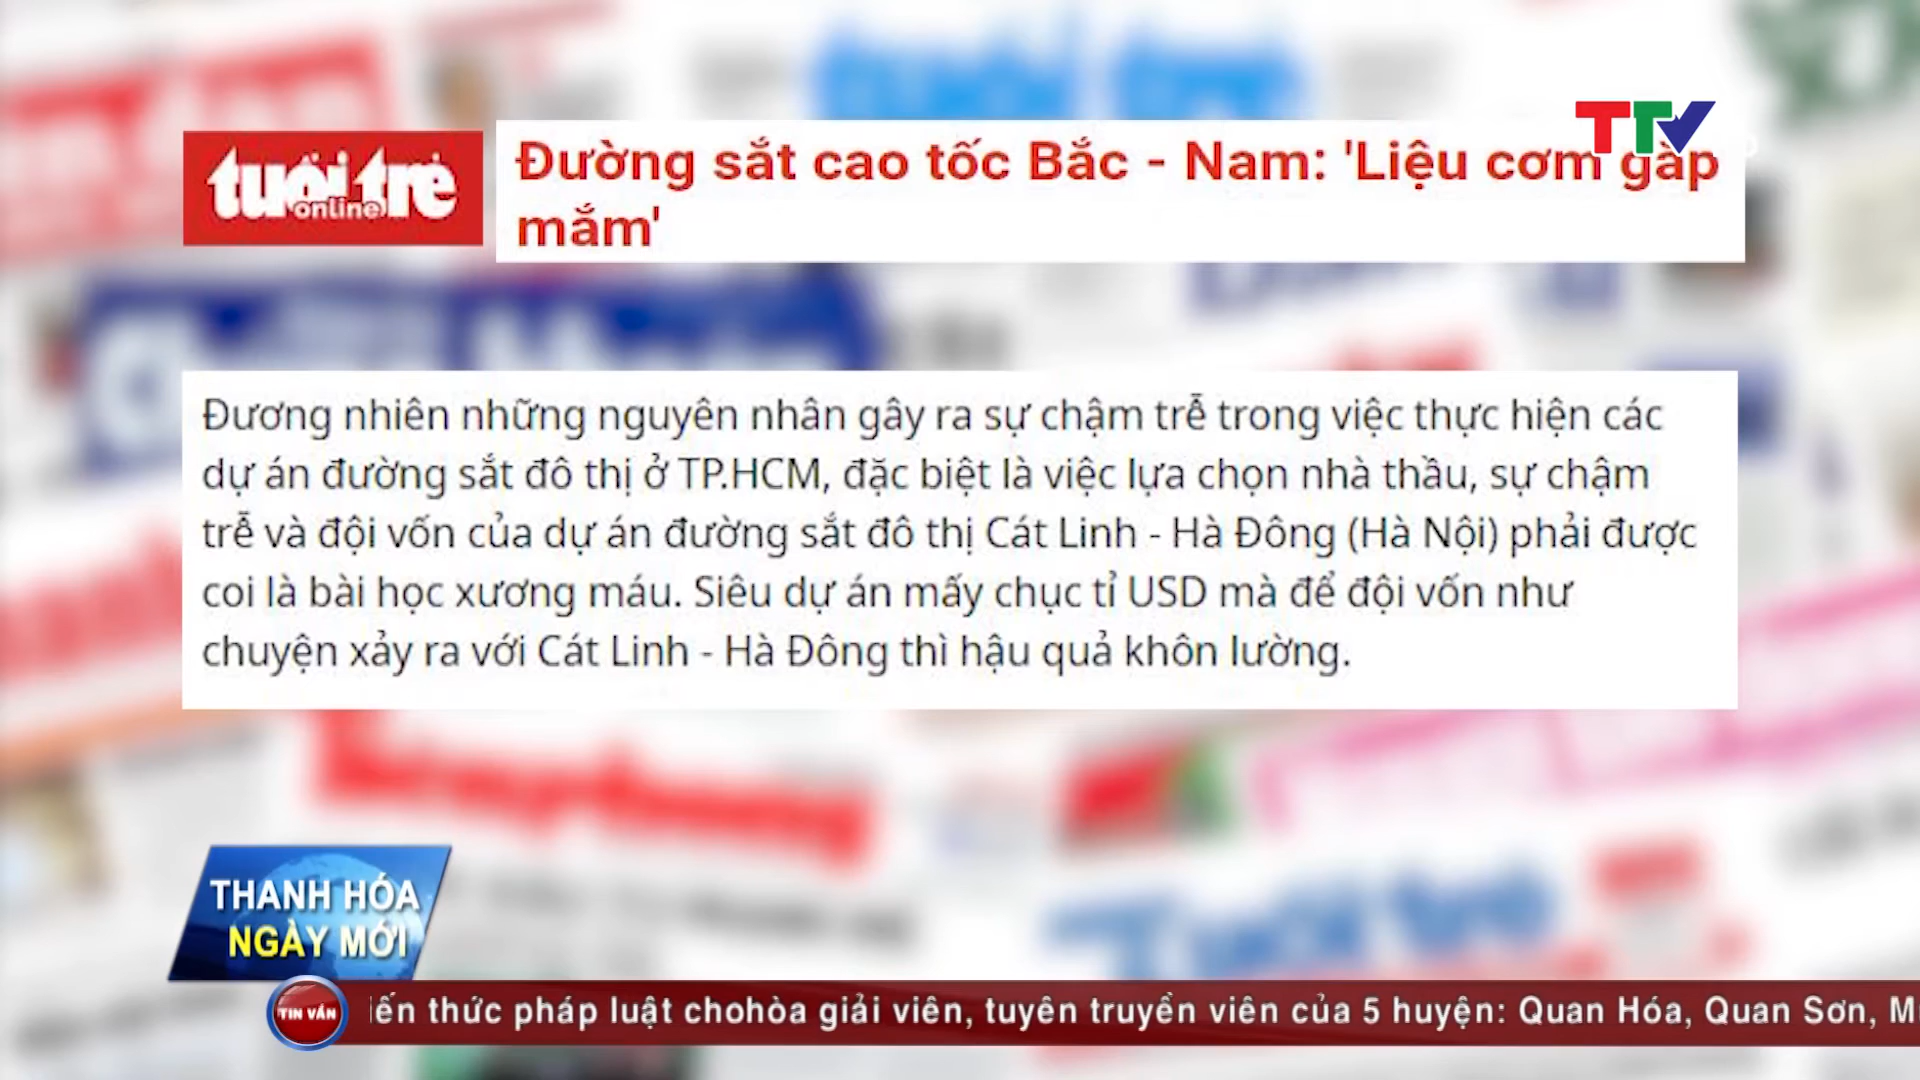 TTV
tuổi trẻ
online
Đường sắt cao tốc Bắc - Nam: 'Liệu cơm gắp
mắm'
Đương nhiên những nguyên nhân gây ra sự chậm trễ trong việc thực hiện các
dự án đường sắt đô thị ở TP.HCM, đặc biệt là việc lựa chọn nhà thầu, sự chậm
trễ và đội vốn của dự án đường sắt đô thị Cát Linh - Hà Đông (Hà Nội) phải được
coi là bài học xương máu. Siêu dự án mấy chục tỉ USD mà để đội vốn như
chuyện xảy ra với Cát Linh - Hà Đông thì hậu quả khôn lường.
THANH HÓA
NGÀY MỚI
TIN VẮN
iến thức pháp luật chohòa giải viên, tuyên truyền viên của 5 huyện: Quan Hóa, Quan Sơn, M